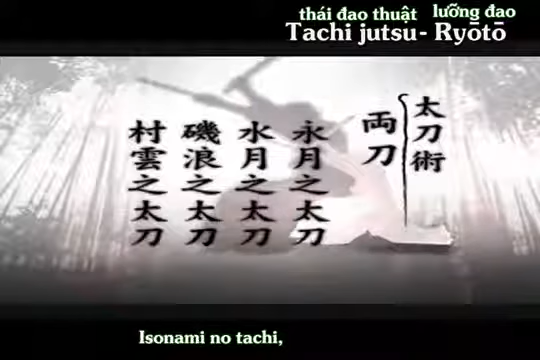 thái đao thuật lưỡng đao
Tachi jutsu- Ryōtō
太刀術
両刀
永月之太刀
水月之太刀
磯浪之太刀
村雲之太刀
Isonami no tachi,